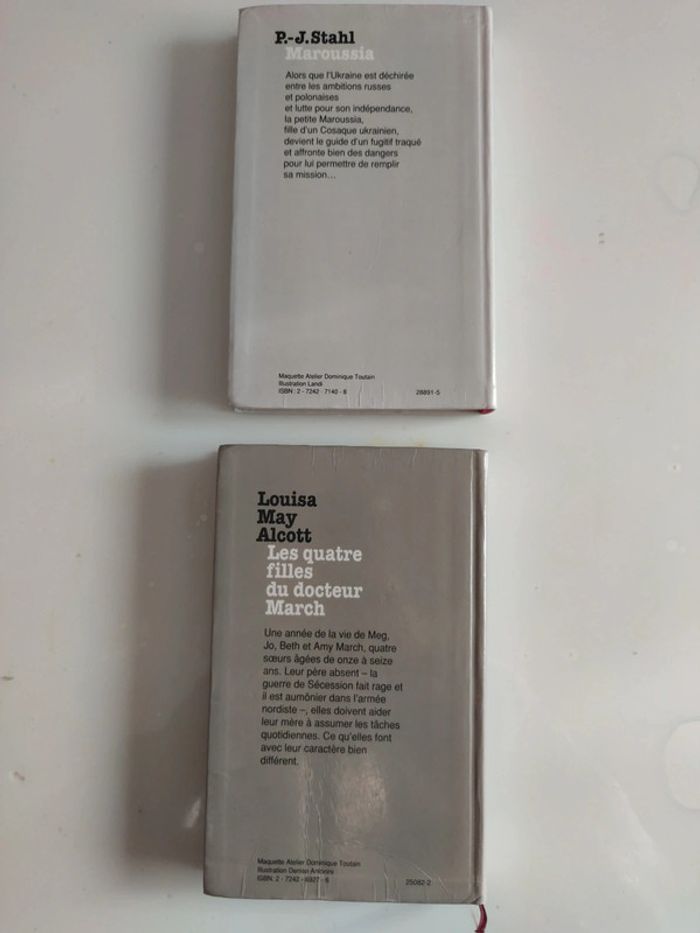 P.-J. Stahl
Maroussia
Alors que l'Ukraine est déchirée
entre les ambitions russes
et polonaises
et lutte pour son indépendance,
la petite Maroussia,
fille d'un Cosaque ukrainien,
devient le guide d'un fugitif traqué
et affronte bien des dangers
pour lui permettre de remplir
sa mission...
Maquette Atelier Dominique Toutain
Illustration Landi
ISBN : 2 - 7242 - 7140 - 8
28891-5
Louisa
May
Alcott
Les quatre
filles
du docteur
March
Une année de la vie de Meg,
Jo, Beth et Amy March, quatre
sœurs âgées de onze à seize
ans. Leur père absent – la
guerre de Sécession fait rage et
il est aumônier dans l'armée
nordiste –, elles doivent aider
leur mère à assumer les tâches
quotidiennes. Ce qu'elles font
avec leur caractère bien
différent.
Maquette Atelier Dominique Toutain
Illustration Antonini
ISBN: 2 - 7242 - 6
25082-2